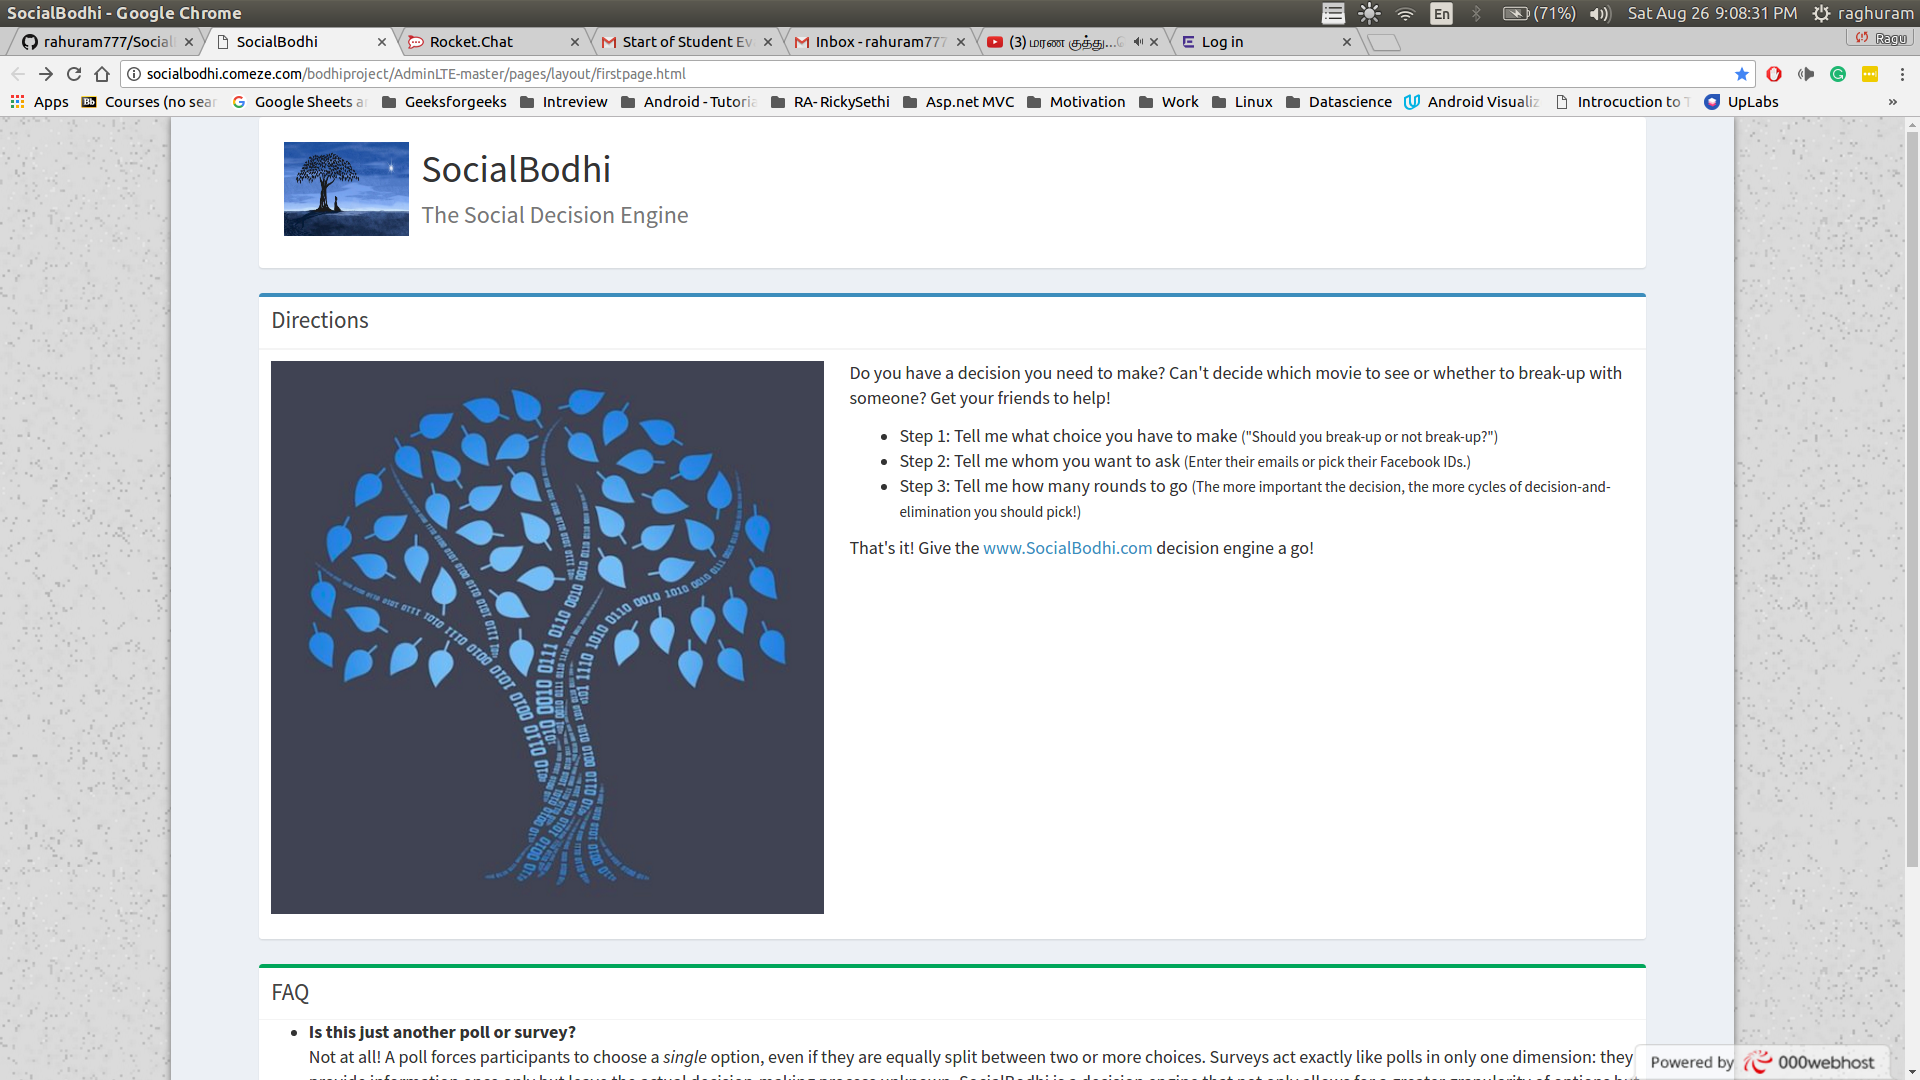 SocialBodhi - Google Chrome
En
(71%)
Sat Aug 26 9:08:31 PM
raghuram
rahuram777/Social
SocialBodhi
Rocket.Chat
Start of Student Ev
Inbox - rahuram777
(3) மரண குத்து...
Log in
Ragu
socialbodhi.comeze.com/bodhiproject/AdminLTE-master/pages/layout/firstpage.html
Apps
Bb Courses (no sear
Google Sheets a
Geeksforgeeks
Intreview
Android - Tutoria
RA- RickySethi
Asp.net MVC
Motivation
Work
Linux
Datascience
Android Visualiz
Introcuction to T
UpLabs
»
SocialBodhi
The Social Decision Engine
Directions
Do you have a decision you need to make? Can't decide which movie to see or whether to break-up with
someone? Get your friends to help!
• Step 1: Tell me what choice you have to make ("Should you break-up or not break-up?")
• Step 2: Tell me whom you want to ask (Enter their emails or pick their Facebook IDs.)
• Step 3: Tell me how many rounds to go (The more important the decision, the more cycles of decision-and-
elimination you should pick!)
That's it! Give the www.SocialBodhi.com decision engine a go!
FAQ
• Is this just another poll or survey?
Not at all! A poll forces participants to choose a single option, even if they are equally split between two or more choices. Surveys act exactly like polls in only one dimension: they
Powered by 000webhost